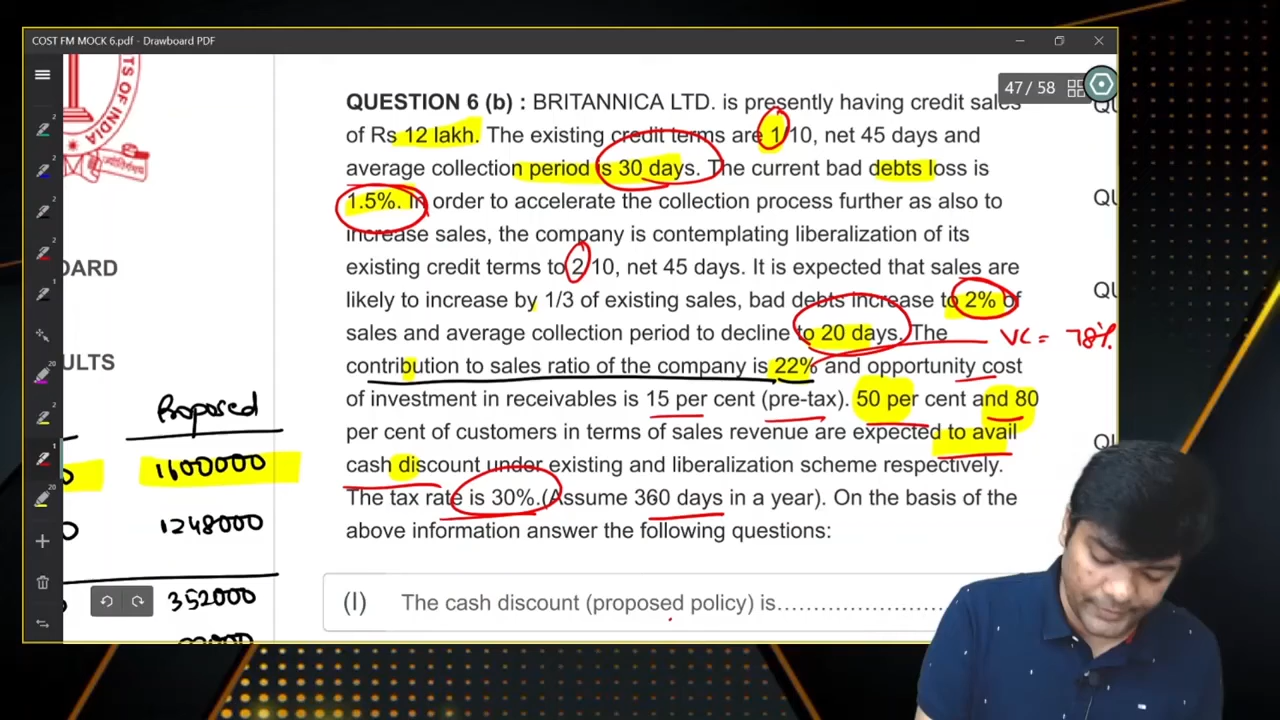 COST FM MOCK 6.pdf - Drawboard PDF
47 / 58
TS OF INDIA
QUESTION 6 (b) : BRITANNICA LTD. is presently having credit sales
of Rs 12 lakh. The existing credit terms are 1/10, net 45 days and
average collection period is 30 days. The current bad debts loss is
1.5%. In order to accelerate the collection process further as also to
increase sales, the company is contemplating liberalization of its
existing credit terms to 2/10, net 45 days. It is expected that sales are
likely to increase by 1/3 of existing sales, bad debts increase to 2% of
sales and average collection period to decline to 20 days. The
VC = 78%
contribution to sales ratio of the company is 22% and opportunity cost
of investment in receivables is 15 per cent (pre-tax). 50 per cent and 80
per cent of customers in terms of sales revenue are expected to avail
cash discount under existing and liberalization scheme respectively.
The tax rate is 30%.(Assume 360 days in a year). On the basis of the
above information answer the following questions:
(I) The cash discount (proposed policy) is........................
OARD
ULTS
Proposed
0 1600000
0 1248000
352000
QU
QU
QU
QU